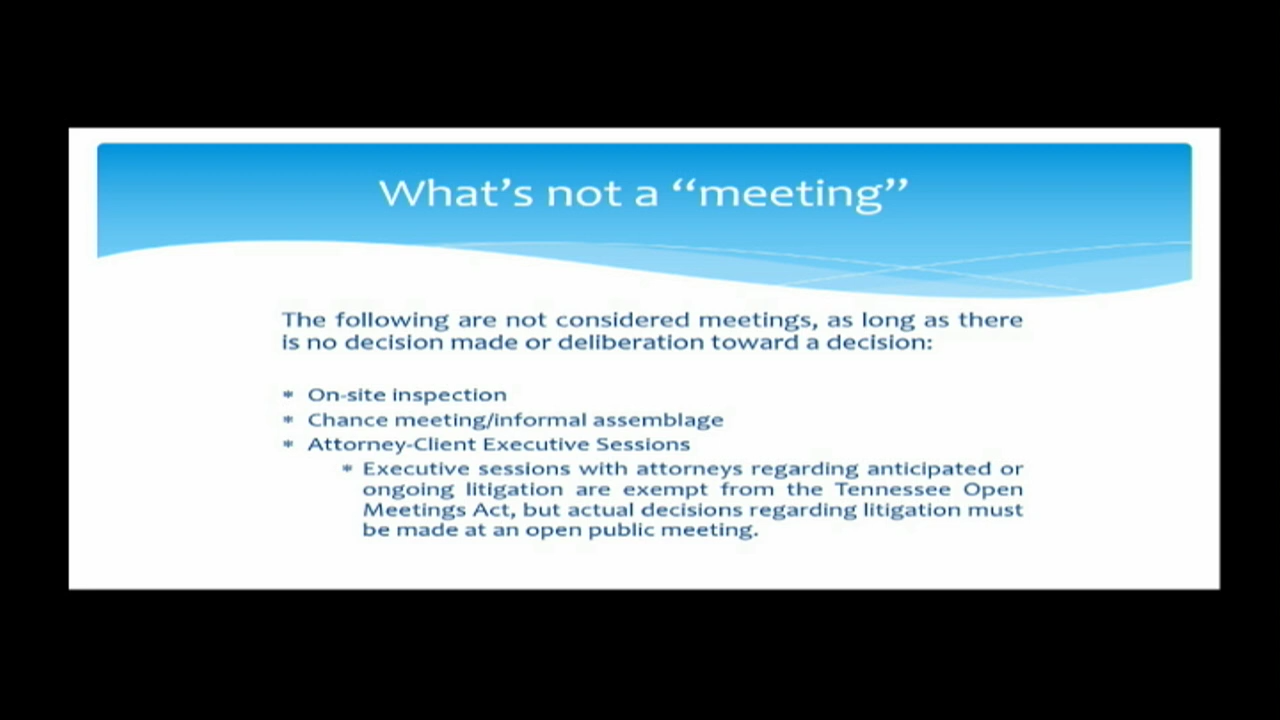 What's not a “meeting”
The following are not considered meetings, as long as there
is no decision made or deliberation toward a decision:
* On-site inspection
* Chance meeting/informal assemblage
* Attorney-Client Executive Sessions
* Executive sessions with attorneys regarding anticipated or
ongoing litigation are exempt from the Tennessee Open
Meetings Act, but actual decisions regarding litigation must
be made at an open public meeting.